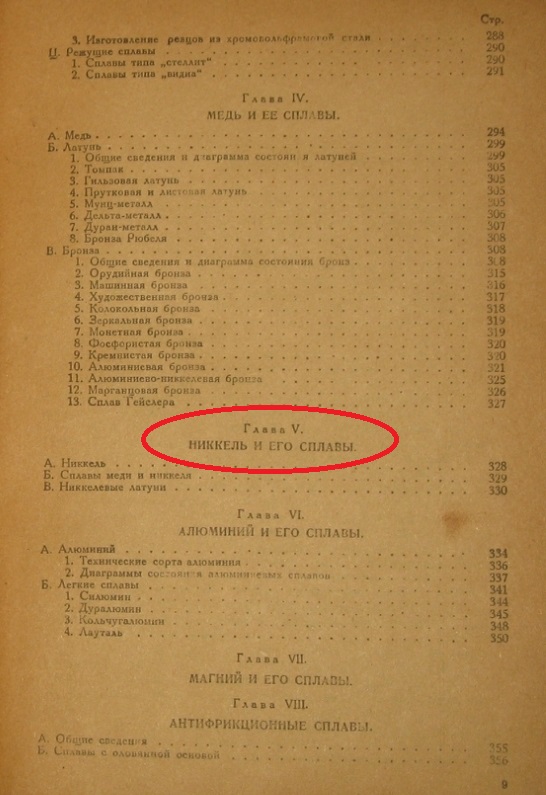 Стр.
3. Изготовление резцов из хромовольфрамовой стали 288
Ц. Режущие сплавы 290
1. Сплавы типа „стеллит“ 290
2. Сплавы типа „видиа“ 291
Глава IV.
МЕДЬ И ЕЕ СПЛАВЫ.
А. Медь 294
Б. Латунь 299
1. Общие сведения и диаграмма состоян я латуней 299
2. Томпак 305
3. Гильзовая латунь 305
4. Прутковая и листовая латунь 305
5. Мунц-металл 305
6. Дельта-металл 306
7. Дуран-металл 307
8. Бронза Рюбеля 308
В. Бронза 308
1. Общие сведения и диаграмма состояния бронз 308
2. Орудийная бронза 315
3. Машинная бронза 316
4. Художественная бронза 317
5. Колокольная бронза 318
6. Зеркальная бронза 319
7. Монетная бронза 319
8. Фосфористая бронза 320
9. Кремнистая бронза 320
10. Алюминиевая бронза 321
11. Алюминиево-никкелевая бронза 325
12. Марганцовая бронза 326
13. Сплав Гейслера 327
Глава V.
НИККЕЛЬ И ЕГО СПЛАВЫ.
А. Никкель 328
Б. Сплавы меди и никкеля 329
В. Никкелевые латуни 330
Глава VI.
АЛЮМИНИЙ И ЕГО СПЛАВЫ.
А. Алюминий 334
1. Технические сорта алюминия 336
2. Диаграммы состояния алюминиевых сплавов 337
Б. Легкие сплавы 341
1. Силюмин 344
2. Дуралюмин 345
3. Кольчугалюмин 348
4. Лауталь 350
Глава VII.
МАГНИЙ И ЕГО СПЛАВЫ.
Глава VIII.
АНТИФРИКЦИОННЫЕ СПЛАВЫ.
А. Общие сведения 355
Б. Сплавы с оловянной основой 356
9